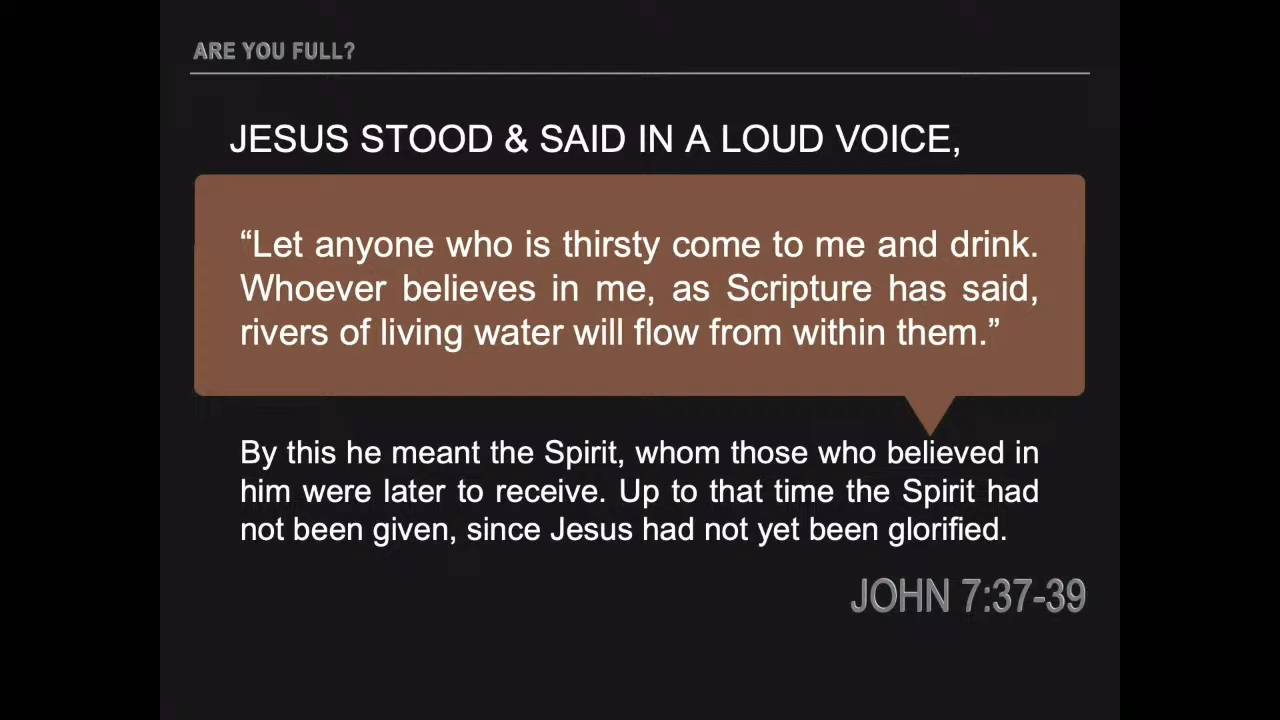 ARE YOU FULL?
JESUS STOOD & SAID IN A LOUD VOICE,
“Let anyone who is thirsty come to me and drink.
Whoever believes in me, as Scripture has said,
rivers of living water will flow from within them.”
By this he meant the Spirit, whom those who believed in
him were later to receive. Up to that time the Spirit had
not been given, since Jesus had not yet been glorified.
JOHN 7:37-39